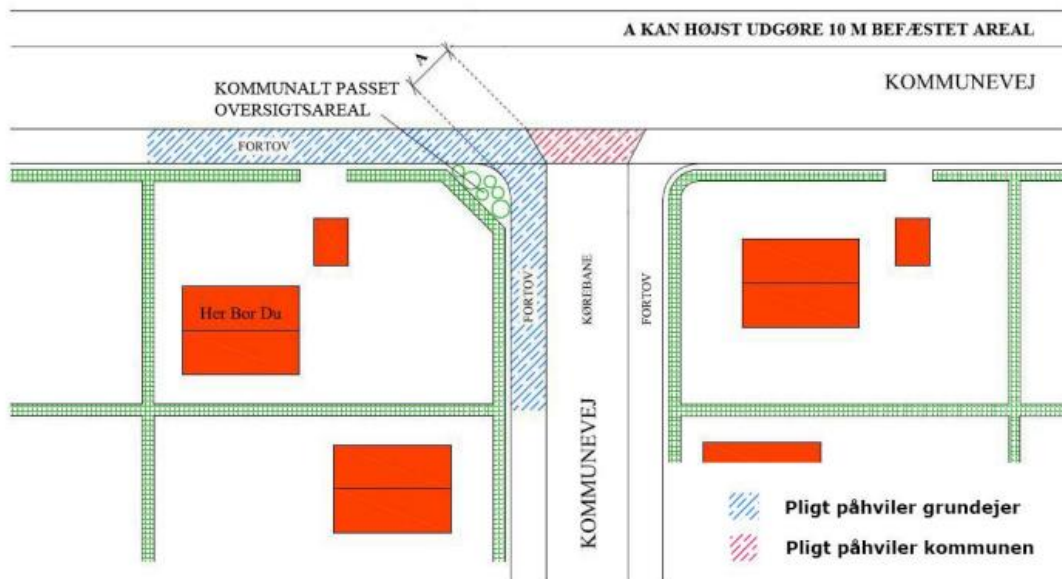 A KAN HØJST UDGØRE 10 M BEFÆSTET AREAL
A
KOMMUNEVEJ
KOMMUNALT PASSET
OVERSIGTSAREAL
FORTOV
Her Bor Du
FORTOV
KØREBANE
FORTOV
KOMMUNEVEJ
Pligt påhviler grundejer
Pligt påhviler kommunen